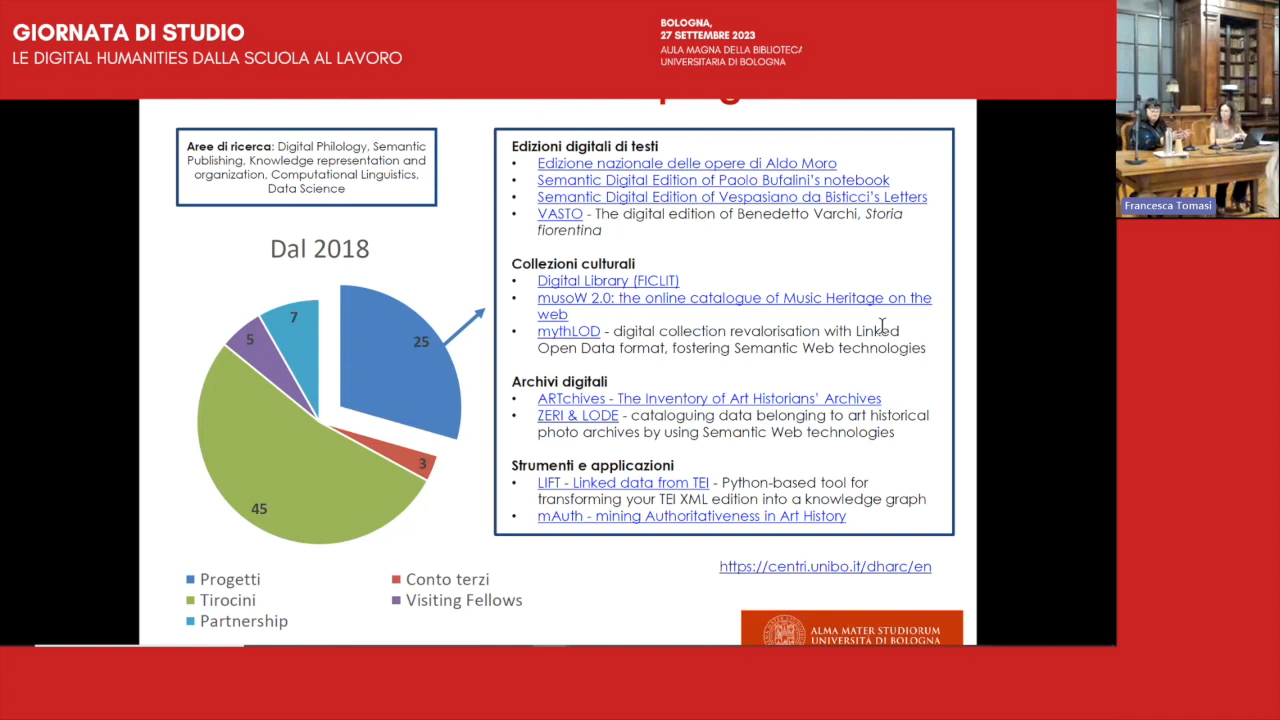 GIORNATA DI STUDIO
LE DIGITAL HUMANITIES DALLA SCUOLA AL LAVORO
BOLOGNA,
27 SETTEMBRE 2023
AULA MAGNA DELLA BIBLIOTECA
UNIVERSITARIA DI BOLOGNA
Francesca Tomasi
Aree di ricerca: Digital Philology, Semantic
Publishing, Knowledge representation and
organization, Computational Linguistics,
Data Science
Dal 2018
7
5
25
3
45
Progetti
Conto terzi
Tirocini
Visiting Fellows
Partnership
Edizioni digitali di testi
• Edizione nazionale delle opere di Aldo Moro
• Semantic Digital Edition of Paolo Bufalini's notebook
• Semantic Digital Edition of Vespasiano da Bisticci's Letters
• VASTO - The digital edition of Benedetto Varchi, Storia
fiorentina
Collezioni culturali
• Digital Library (FICLIT)
• musoW 2.0: the online catalogue of Music Heritage on the
web
• mythLOD - digital collection revalorisation with Linked
Open Data format, fostering Semantic Web technologies
Archivi digitali
• ARTchives - The Inventory of Art Historians' Archives
• ZERI & LODE - cataloguing data belonging to art historical
photo archives by using Semantic Web technologies
Strumenti e applicazioni
• LIFT - Linked data from TEI - Python-based tool for
transforming your TEI XML edition into a knowledge graph
• mAuth - mining Authoritativeness in Art History
https://centri.unibo.it/dharc/en
ALMA MATER STUDIORUM
UNIVERSITÀ DI BOLOGNA